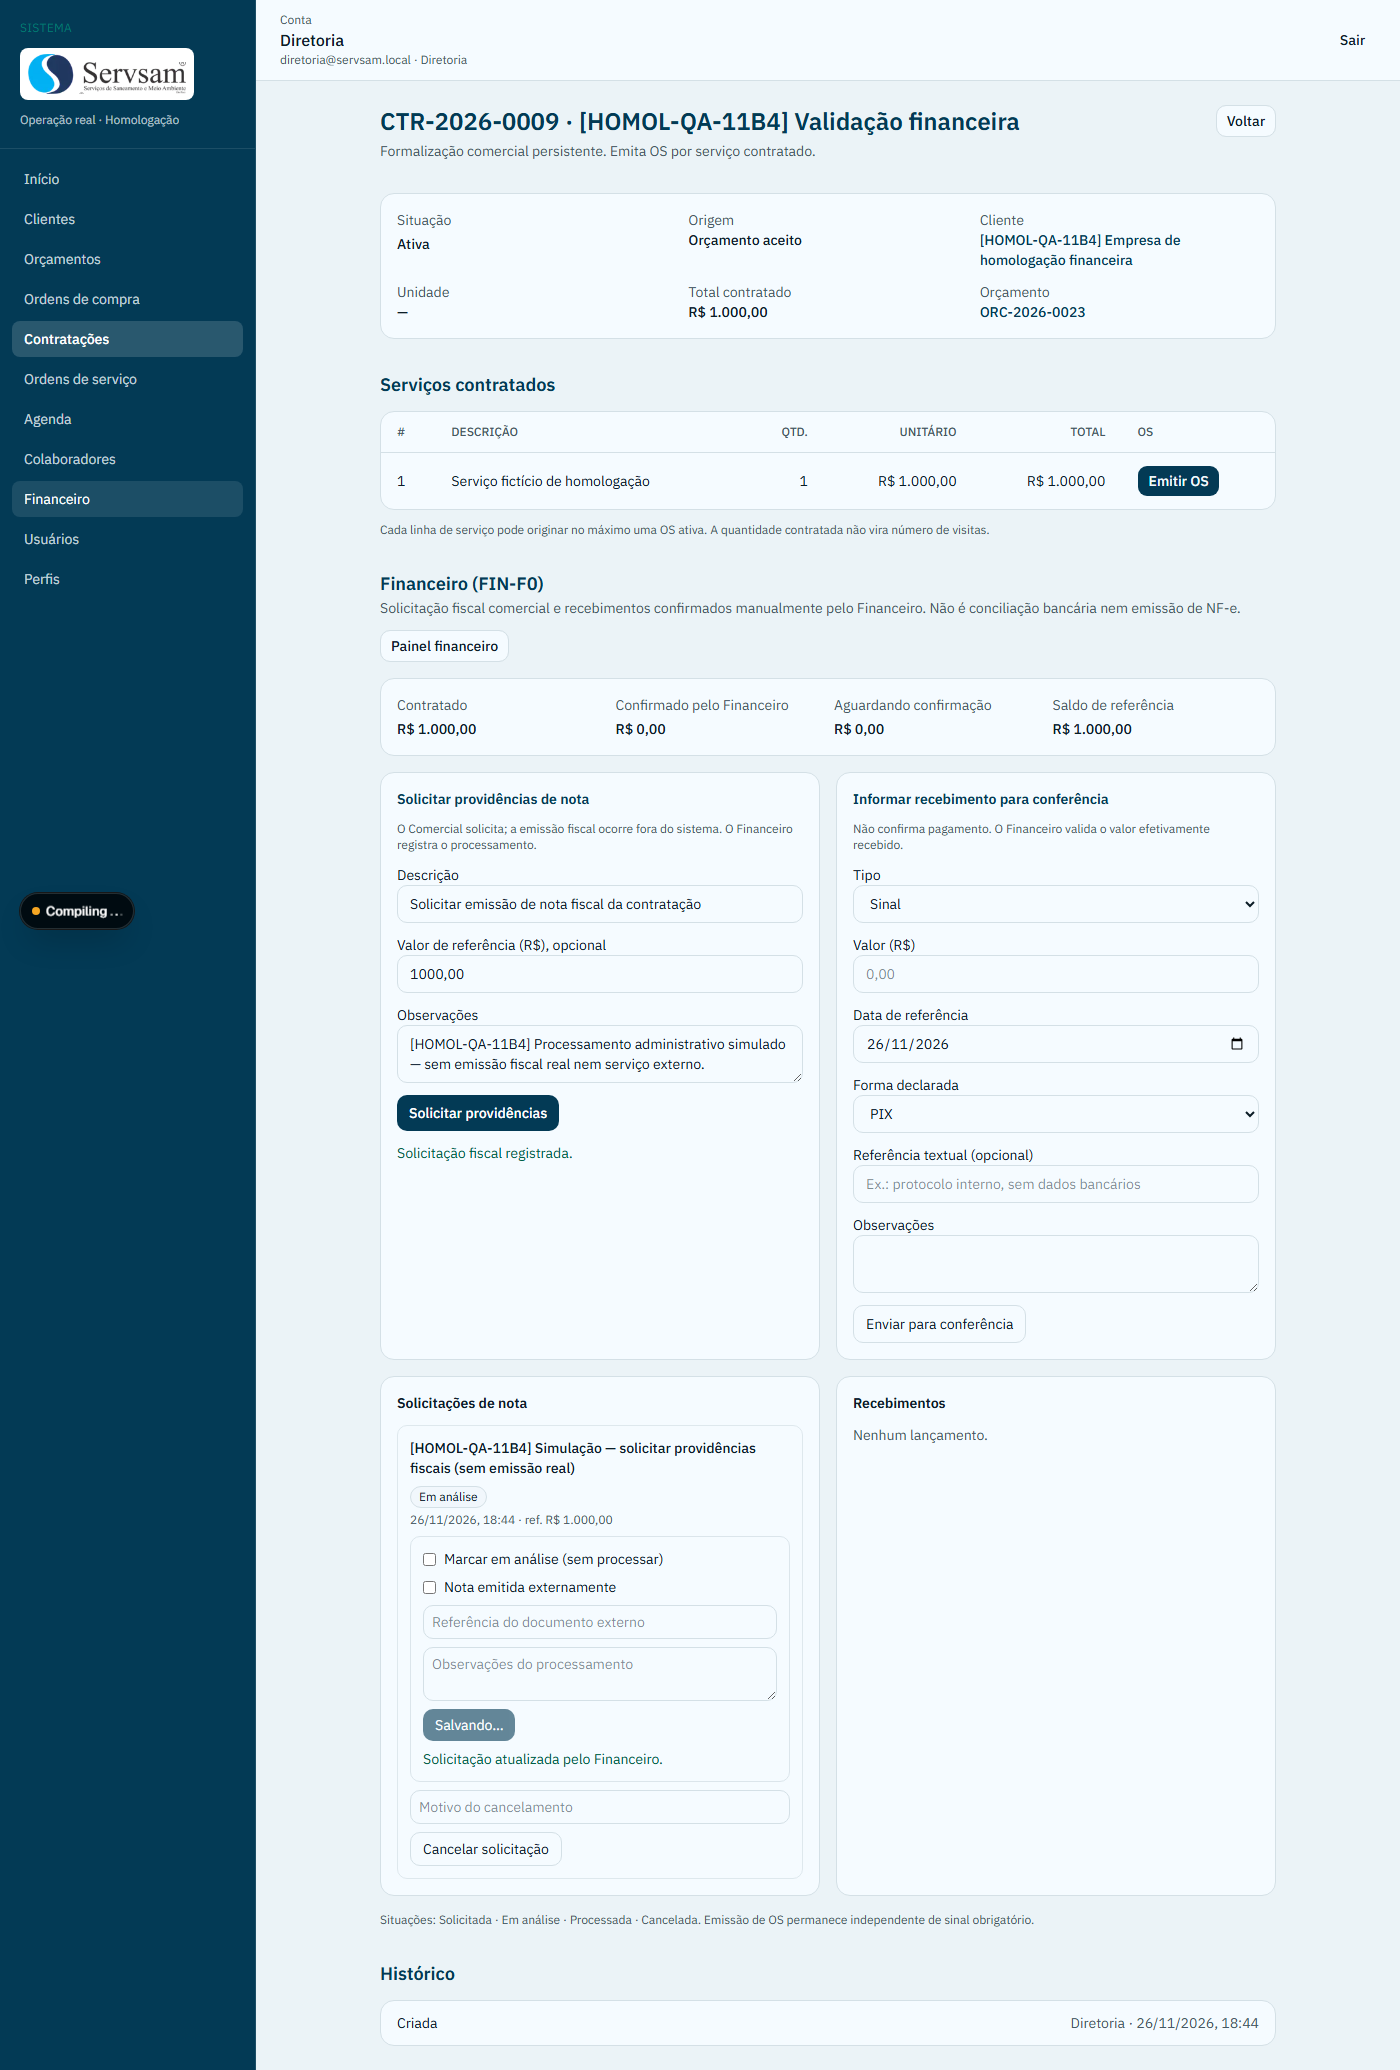 SISTEMA
Servsam
Serviços de Saneamento e Meio Ambiente
Operação real · Homologação
Início
Clientes
Orçamentos
Ordens de compra
Contratações
Ordens de serviço
Agenda
Colaboradores
Financeiro
Usuários
Perfis
Compiling ...
Conta
Diretoria
diretoria@servsam.local · Diretoria
Sair
CTR-2026-0009 · [HOMOL-QA-11B4] Validação financeira
Voltar
Formalização comercial persistente. Emita OS por serviço contratado.
Situação
Ativa
Origem
Orçamento aceito
Cliente
[HOMOL-QA-11B4] Empresa de
homologação financeira
Unidade
—
Total contratado
R$ 1.000,00
Orçamento
ORC-2026-0023
Serviços contratados
# DESCRIÇÃO QTD. UNITÁRIO TOTAL OS
1 Serviço fictício de homologação 1 R$ 1.000,00 R$ 1.000,00 Emitir OS
Cada linha de serviço pode originar no máximo uma OS ativa. A quantidade contratada não vira número de visitas.
Financeiro (FIN-F0)
Solicitação fiscal comercial e recebimentos confirmados manualmente pelo Financeiro. Não é conciliação bancária nem emissão de NF-e.
Painel financeiro
Contratado
R$ 1.000,00
Confirmado pelo Financeiro
R$ 0,00
Aguardando confirmação
R$ 0,00
Saldo de referência
R$ 1.000,00
Solicitar providências de nota
O Comercial solicita; a emissão fiscal ocorre fora do sistema. O Financeiro
registra o processamento.
Descrição
Solicitar emissão de nota fiscal da contratação
Valor de referência (R$), opcional
1000,00
Observações
[HOMOL-QA-11B4] Processamento administrativo simulado
— sem emissão fiscal real nem serviço externo.
Solicitar providências
Solicitação fiscal registrada.
Informar recebimento para conferência
Não confirma pagamento. O Financeiro valida o valor efetivamente
recebido.
Tipo
Sinal
Valor (R$)
0,00
Data de referência
26/11/2026
Forma declarada
PIX
Referência textual (opcional)
Ex.: protocolo interno, sem dados bancários
Observações
Enviar para conferência
Solicitações de nota
[HOMOL-QA-11B4] Simulação — solicitar providências
fiscais (sem emissão real)
Em análise
26/11/2026, 18:44 · ref. R$ 1.000,00
Marcar em análise (sem processar)
Nota emitida externamente
Referência do documento externo
Observações do processamento
Salvando...
Solicitação atualizada pelo Financeiro.
Motivo do cancelamento
Cancelar solicitação
Recebimentos
Nenhum lançamento.
Situações: Solicitada · Em análise · Processada · Cancelada. Emissão de OS permanece independente de sinal obrigatório.
Histórico
Criada
Diretoria · 26/11/2026, 18:44